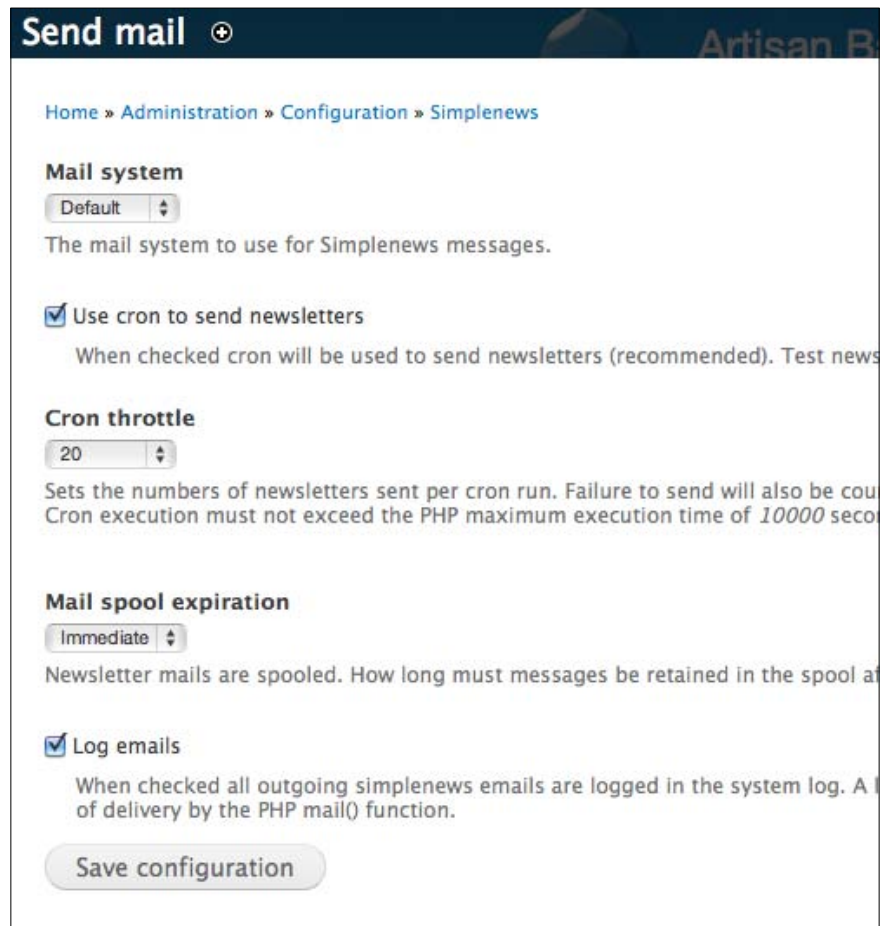 Send mail
Artisan
Home » Administration » Configuration » Simplenews
Mail system
Default
The mail system to use for Simplenews messages.
Use cron to send newsletters
When checked cron will be used to send newsletters (recommended). Test news
Cron throttle
20
Sets the numbers of newsletters sent per cron run. Failure to send will also be
Cron execution must not exceed the PHP maximum execution time of 10000
Mail spool expiration
Immediate
Newsletter mails are spooled. How long must messages be retained in the spool
Log emails
When checked all outgoing simplenews emails are logged in the system log. A
of delivery by the PHP mail() function.
Save configuration